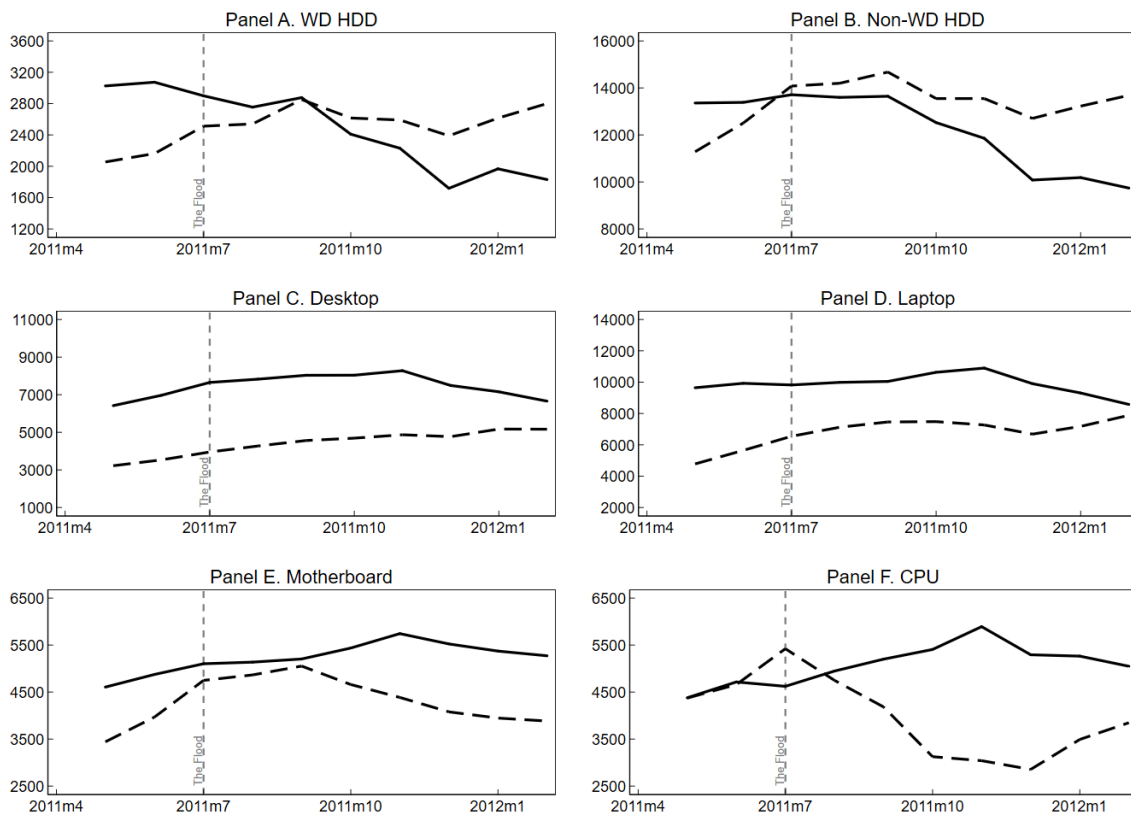 Panel A. WD HDD
3600
3200
2800
2400
2000
1600
1200
The Flood
2011m4 2011m7 2011m10 2012m1
Panel B. Non-WD HDD
16000
14000
12000
10000
8000
The Flood
2011m4 2011m7 2011m10 2012m1
Panel C. Desktop
11000
9000
7000
5000
3000
1000
The Flood
2011m4 2011m7 2011m10 2012m1
Panel D. Laptop
14000
12000
10000
8000
6000
4000
2000
The Flood
2011m4 2011m7 2011m10 2012m1
Panel E. Motherboard
6500
5500
4500
3500
2500
The Flood
2011m4 2011m7 2011m10 2012m1
Panel F. CPU
6500
5500
4500
3500
2500
The Flood
2011m4 2011m7 2011m10 2012m1